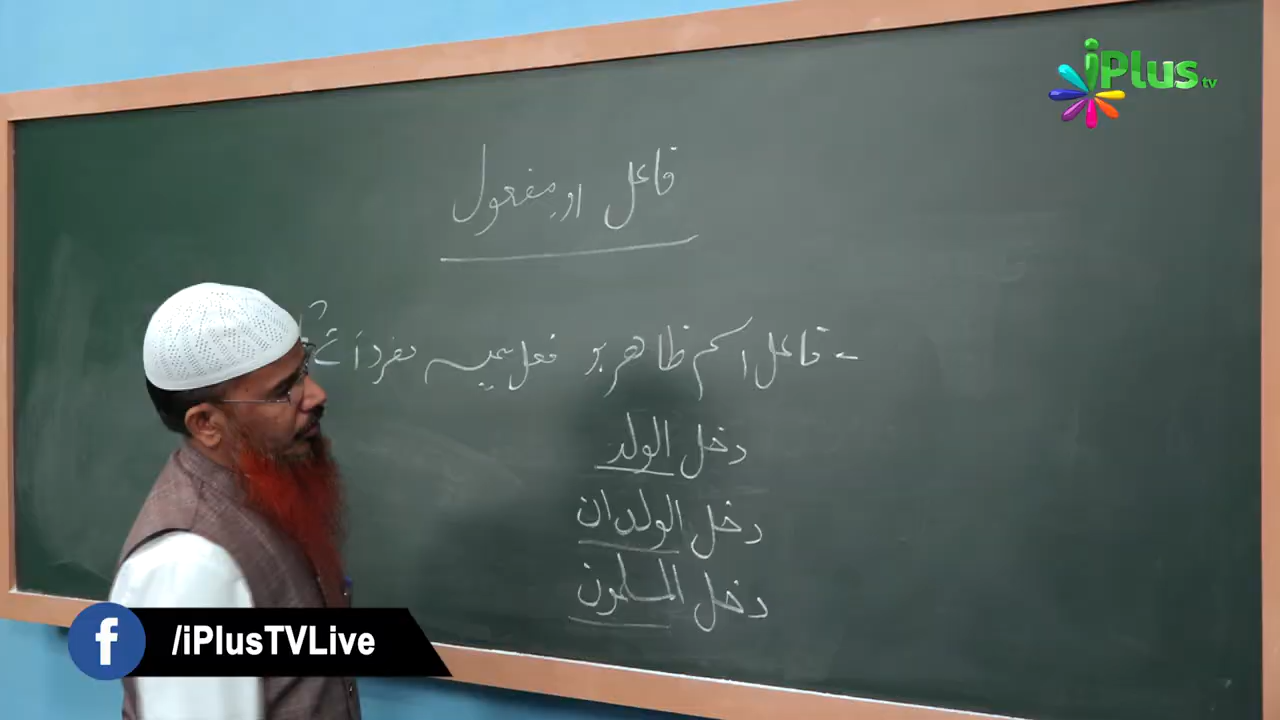 iPlus tv
فاعل اور مفعول
- فاعل اسم ظاہر ہو فعل ہمیشہ مفرد آئے
دخل الولد
دخل الولدان
دخل المسلمون
/iPlusTVLive